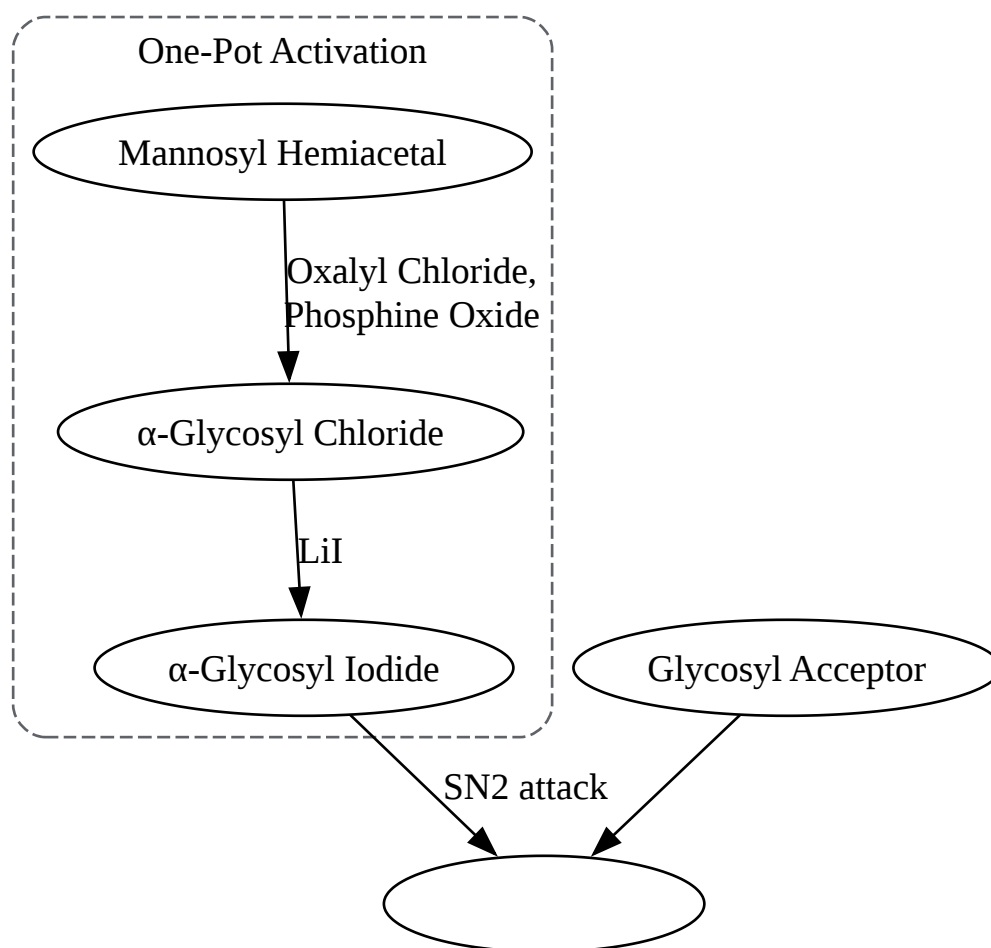 One-Pot Activation
Mannosyl Hemiacetal
Oxalyl Chloride,
Phosphine Oxide
α-Glycosyl Chloride
LiI
α-Glycosyl Iodide
Glycosyl Acceptor
SN2 attack